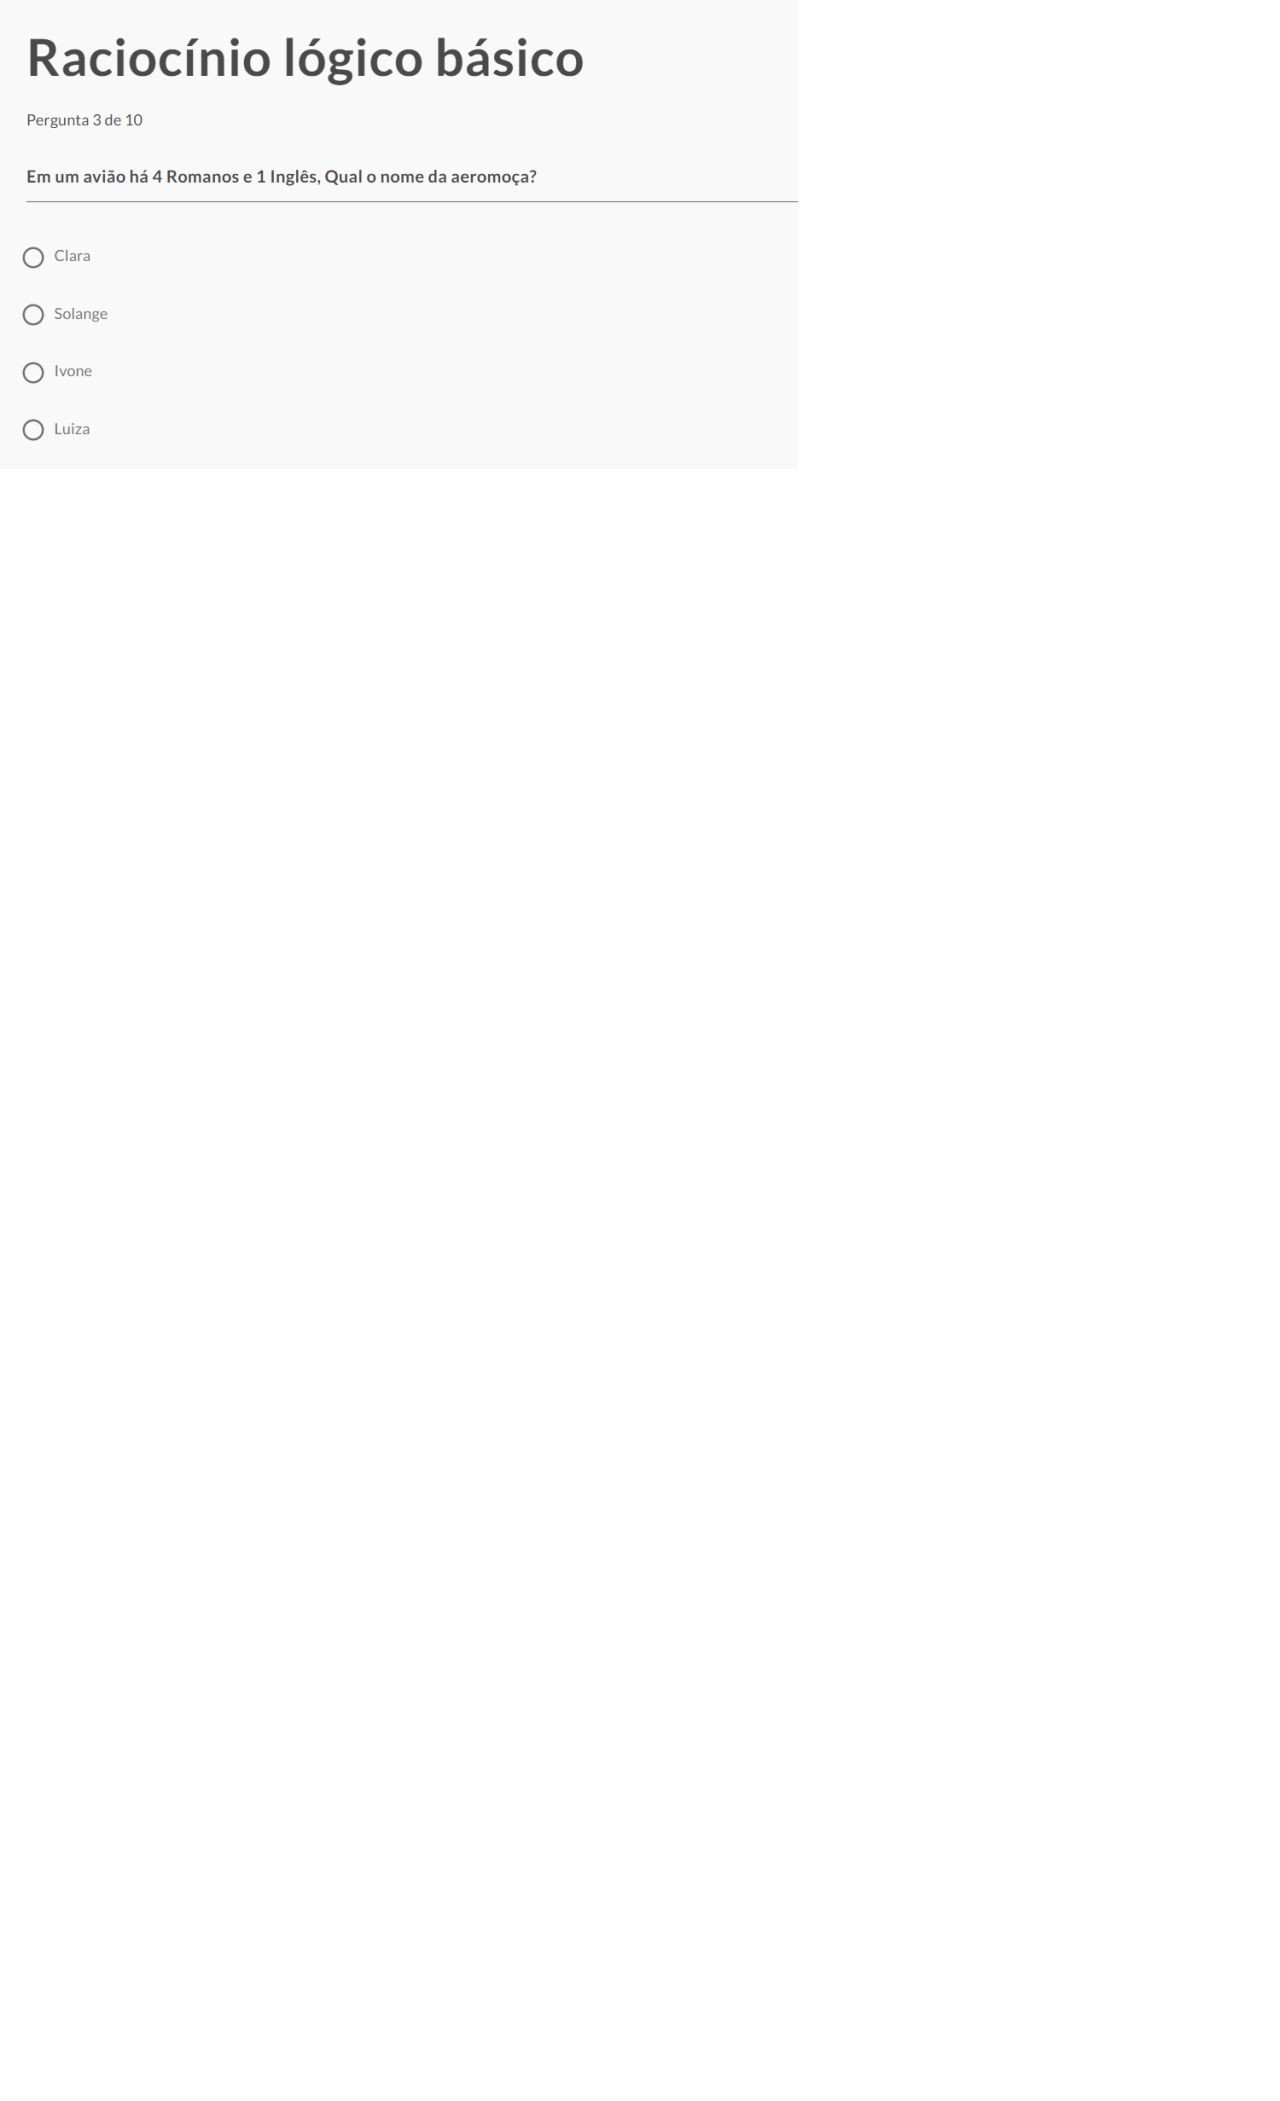 Raciocínio lógico básico
Pergunta 3 de 10
Em um avião há 4 Romanos e 1 Inglês, Qual o nome da aeromoça?
Clara
Solange
Ivone
Luiza